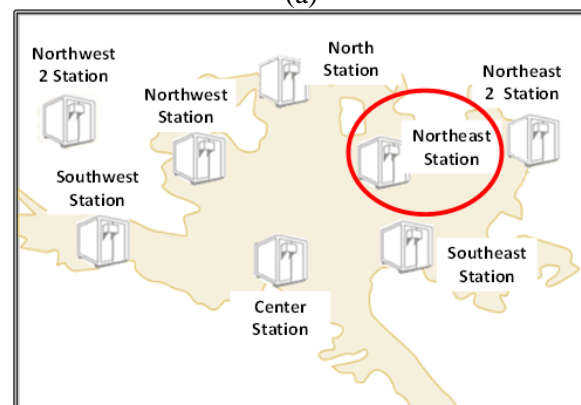 (a)
Northwest
2 Station
North
Station
Northeast
2 Station
Northwest
Station
Northeast
Station
Southwest
Station
Southeast
Station
Center
Station